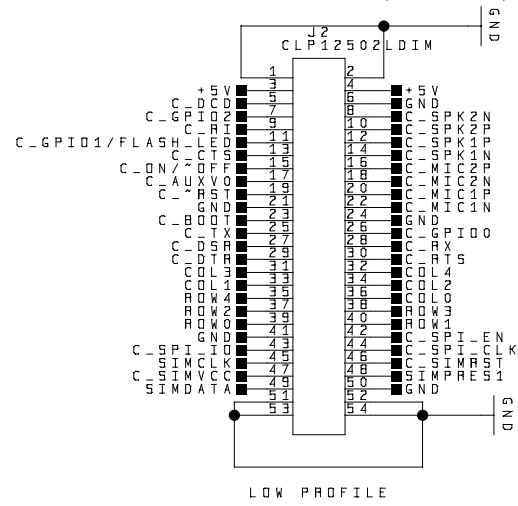 GND
J2
CLP12502LDIM
1 2
+5V 3 4 +5V
C_DCD 5 6 GND
C_GPIO2 7 8 C_SPK2N
C_RI 9 10 C_SPK2P
C_GPIO1/FLASH_LED 11 12 C_SPK1P
C_CTS 13 14 C_SPK1N
C_ON/~OFF 15 16 C_MIC2P
C_AUXV0 17 18 C_MIC2N
C_~RST 19 20 C_MIC1P
GND 21 22 C_MIC1N
C_BOOT 23 24 GND
C_TX 25 26 C_GPIO0
C_DSR 27 28 C_RX
C_DTR 29 30 C_RTS
COL3 31 32 COL4
COL1 33 34 COL2
ROW4 35 36 COL0
ROW2 37 38 ROW3
ROW0 39 40 ROW1
GND 41 42 C_SPI_EN
C_SPI_IO 43 44 C_SPI_CLK
SIMCLK 45 46 C_SIMRST
C_SIMVCC 47 48 SIMPRES1
SIMDATA 49 50 GND
51 52
53 54
GND
LOW PROFILE